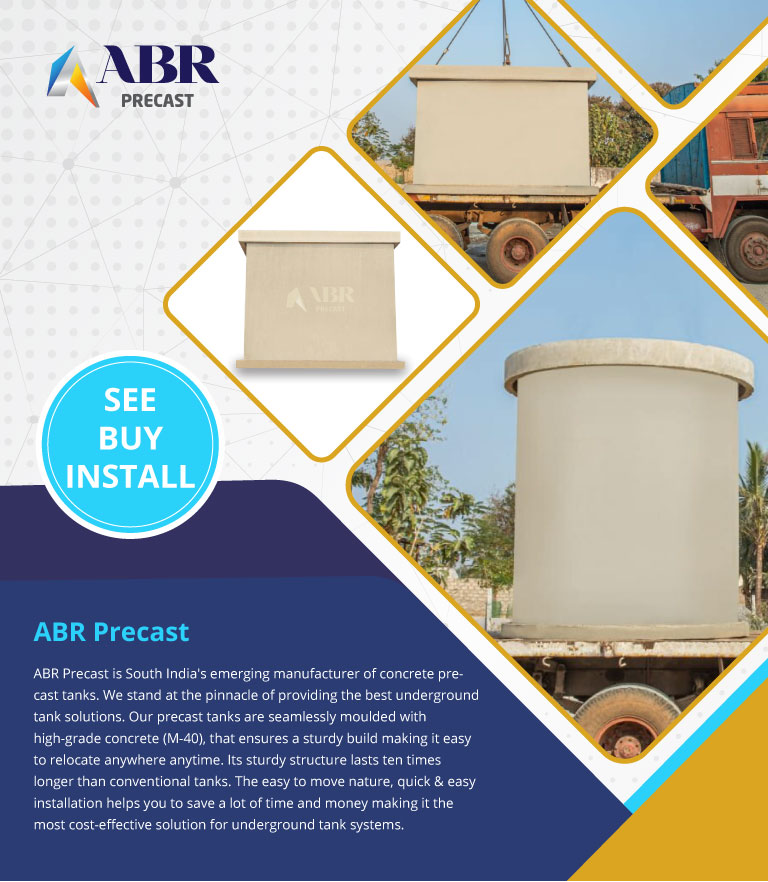 ABR
PRECAST
ABR
PRECAST
SEE
BUY
INSTALL
ABR Precast
ABR Precast is South India's emerging manufacturer of concrete pre-
cast tanks. We stand at the pinnacle of providing the best underground
tank solutions. Our precast tanks are seamlessly moulded with
high-grade concrete (M-40), that ensures a sturdy build making it easy
to relocate anywhere anytime. Its sturdy structure lasts ten times
longer than conventional tanks. The easy to move nature, quick & easy
installation helps you to save a lot of time and money making it the
most cost-effective solution for underground tank systems.